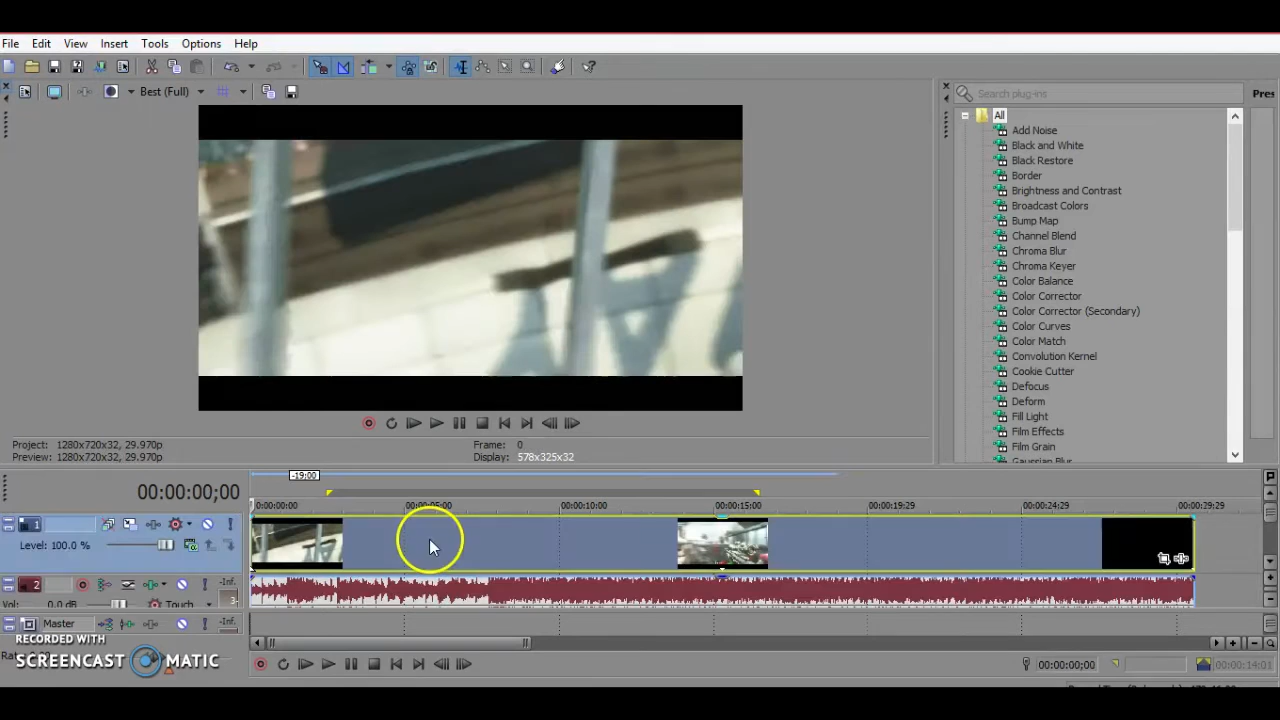 File Edit View Insert Tools Options Help
Best (Full)
Search plug-ins
Pres
All
Add Noise
Black and White
Black Restore
Border
Brightness and Contrast
Broadcast Colors
Bump Map
Channel Blend
Chroma Blur
Chroma Keyer
Color Balance
Color Corrector
Color Corrector (Secondary)
Color Curves
Color Match
Convolution Kernel
Cookie Cutter
Defocus
Deform
Fill Light
Film Effects
Film Grain
Gaussian Blur
Project: 1280x720x32, 29.970p
Preview: 1280x720x32, 29.970p
Frame: 0
Display: 578x325x32
-19:00
00:00:00;00
00:00:00 00:00:05:00 00:00:10:00 00:00:15:00 00:00:19:29 00:00:24:29 00:00:29:29
1
Level: 100.0 %
2
-Inf.
Vol: 0.0 dB Touch
3
Master
-Inf.
RECORDED WITH
SCREENCAST MATIC
00:00:00;00
00:00:14:01